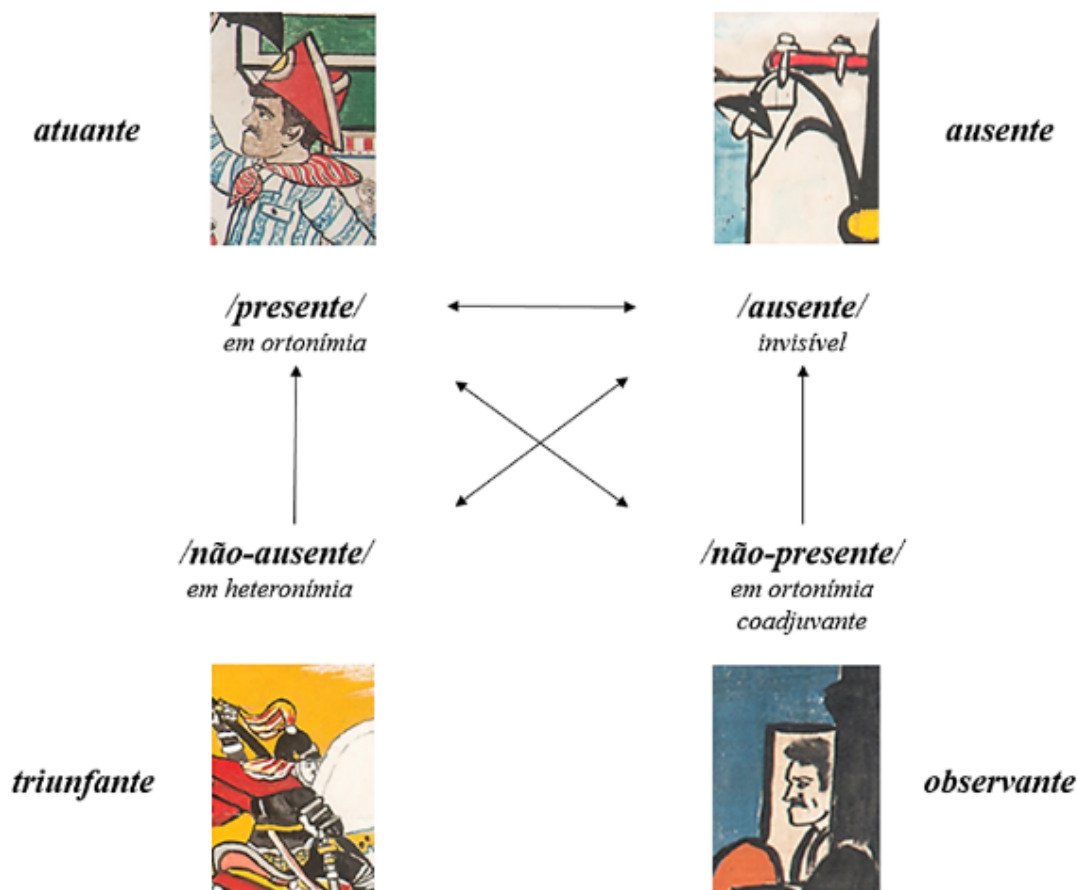 atuante
ausente
/presente/
em ortonímia
/ausente/
invisível
/não-ausente/
em heteronímia
/não-presente/
em ortonímia
coadjuvante
triunfante
observante